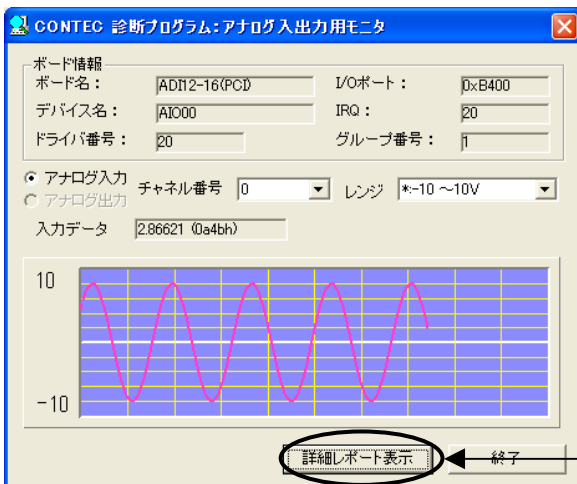 CONTEC 診断プログラム:アナログ入出力用モニタ
ボード情報
ボード名: ADI12-16(PCI) I/Oポート: 0xB400
デバイス名: AIO00 IRQ: 20
ドライバ番号: 20 グループ番号: 1
アナログ入力 チャネル番号 0 レンジ *:-10 ~10V
アナログ出力
入力データ 2.86621 (0a4bh)
10
-10
詳細レポート表示 終了